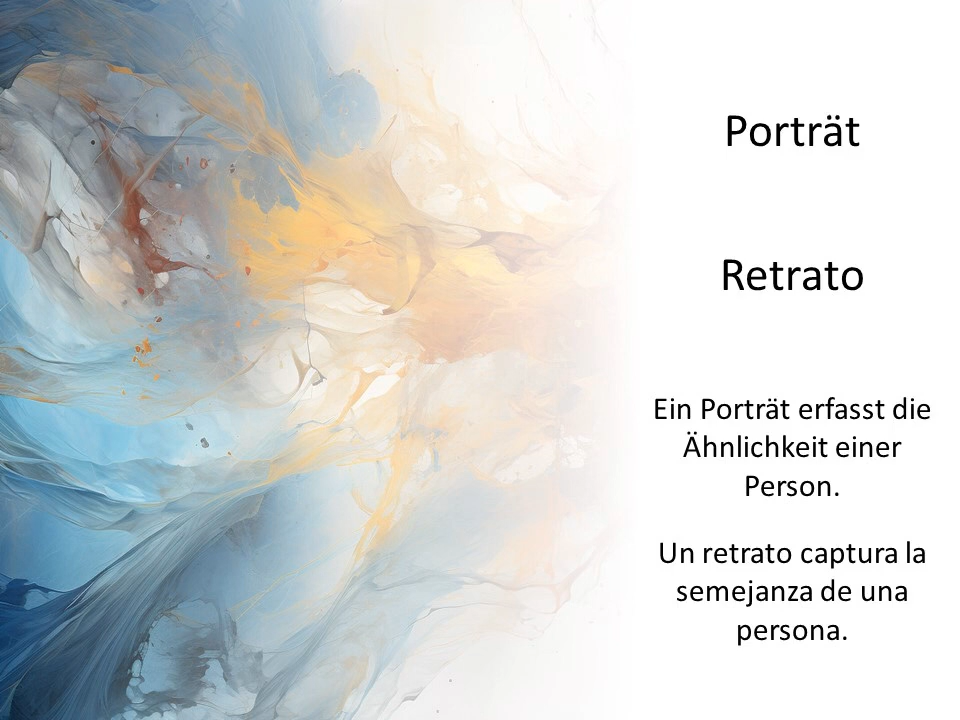 Porträt
Retrato
Ein Porträt erfasst die
Ähnlichkeit einer
Person.
Un retrato captura la
semejanza de una
persona.